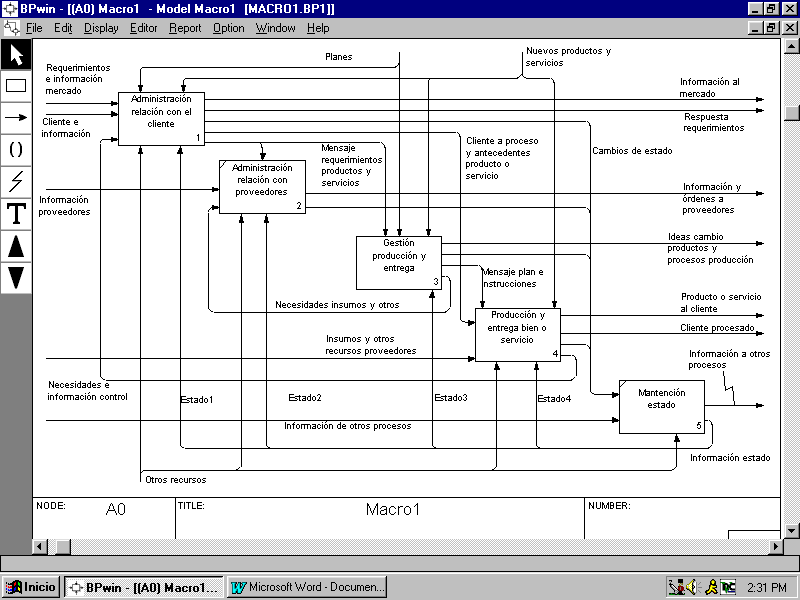 BPwin - [(A0) Macro1 - Model Macro1 [MACRO1.BP1]]
File Edit Display Editor Report Option Window Help
Planes
Nuevos productos y
servicios
Requerimientos
e información
mercado
Cliente e
información
Administración
relación con el
cliente
1
Información al
mercado
Respuesta
requerimientos
Mensaje
requerimientos
productos y
servicios
Cliente a proceso
y antecedentes
producto o
servicio
Cambios de estado
Información
proveedores
Administración
relación con
proveedores
2
Información y
órdenes a
proveedores
Gestión
producción y
entrega
3
Ideas cambio
productos y
procesos producción
Mensaje plan e
instrucciones
Necesidades insumos y otros
Producción y
entrega bien o
servicio
4
Producto o servicio
al cliente
Cliente procesado
Insumos y otros
recursos proveedores
Información a otros
procesos
Necesidades e
información control
Estado1
Estado2
Estado3
Estado4
Mantención
estado
5
Información de otros procesos
Información estado
Otros recursos
NODE:
A0
TITLE:
Macro1
NUMBER:
Inicio
BPwin - [(A0) Macro1...
Microsoft Word - Documen...
2:31 PM